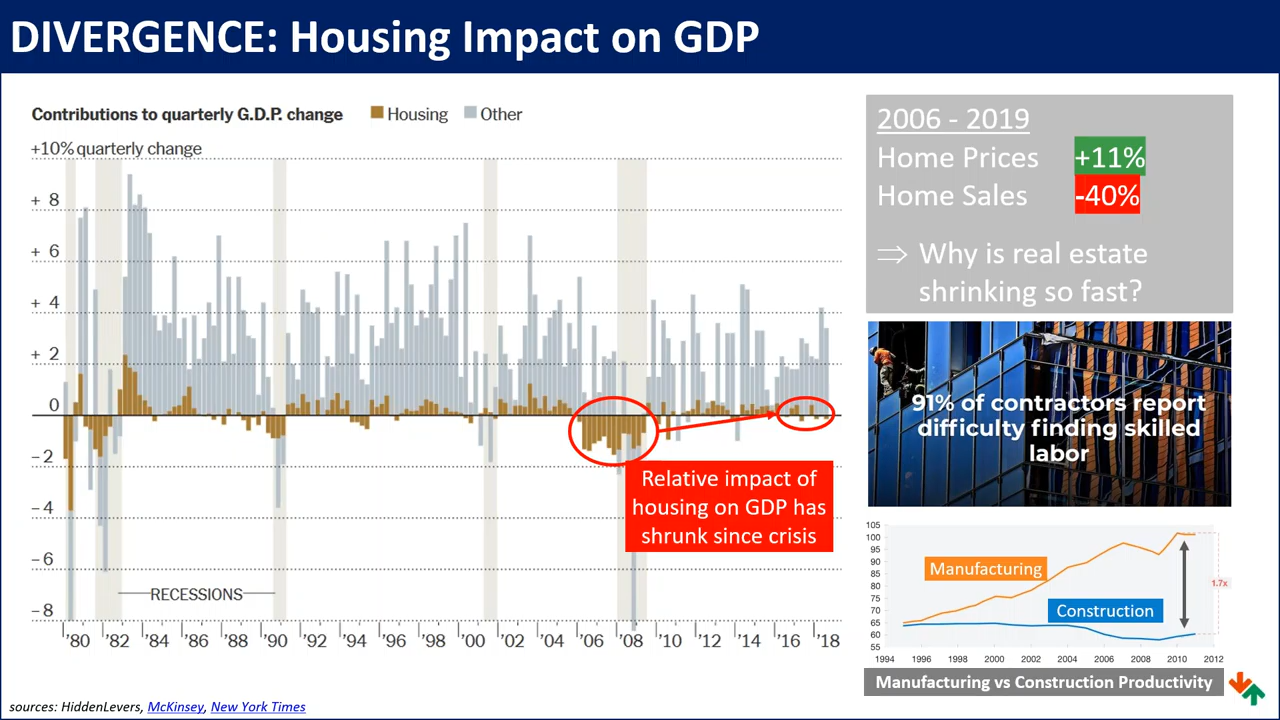 DIVERGENCE: Housing Impact on GDP
Contributions to quarterly G.D.P. change
Housing
Other
+10% quarterly change
+ 8
+ 6
+ 4
+ 2
0
– 2
– 4
– 6
– 8
RECESSIONS
'80 '82 '84 '86 '88 '90 '92 '94 '96 '98 '00 '02 '04 '06 '08 '10 '12 '14 '16 '18
Relative impact of
housing on GDP has
shrunk since crisis
2006 - 2019
Home Prices +11%
Home Sales -40%
⇒ Why is real estate
shrinking so fast?
91% of contractors report
difficulty finding skilled
labor
105
100
95
90
85
80
75
70
65
60
55
Manufacturing
Construction
1.7x
1994 1996 1998 2000 2002 2004 2006 2008 2010 2012
Manufacturing vs Construction Productivity
sources: HiddenLevers, McKinsey, New York Times